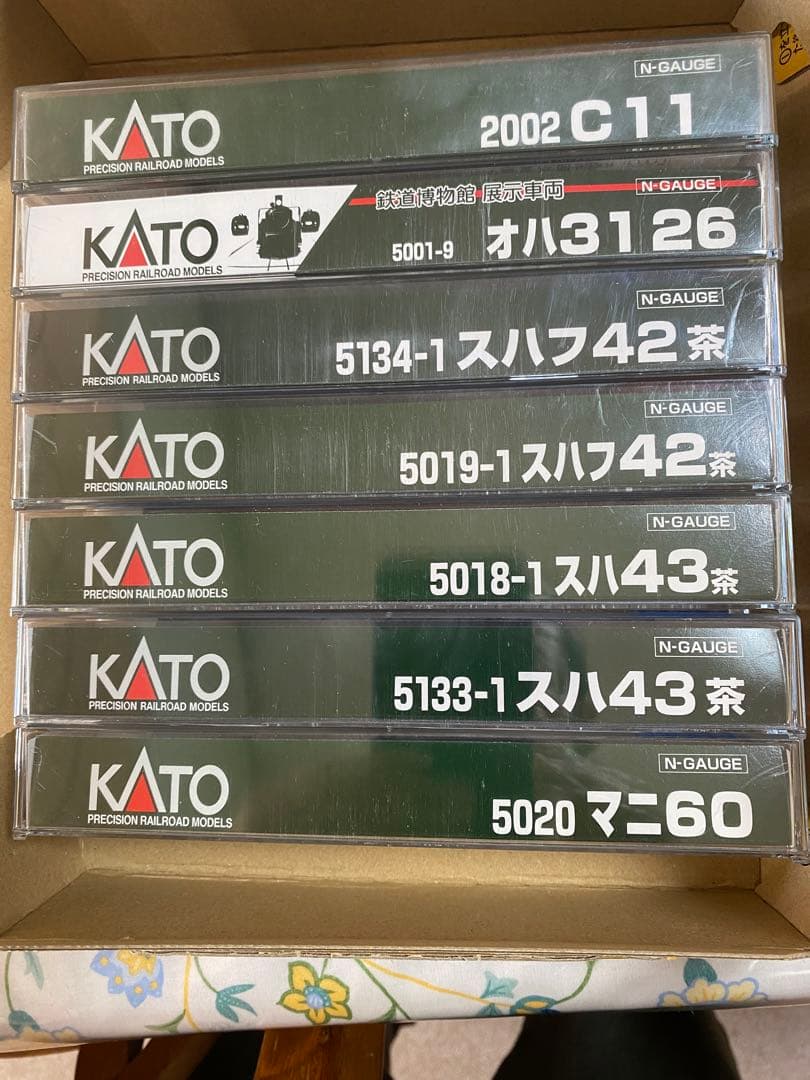 N-GAUGE
KATO
PRECISION RAILROAD MODELS
2002 C11
鉄道博物館 展示車両
N-GAUGE
KATO
PRECISION RAILROAD MODELS
5001-9 オハ31 26
N-GAUGE
KATO
PRECISION RAILROAD MODELS
5134-1 スハフ42 茶
N-GAUGE
KATO
PRECISION RAILROAD MODELS
5019-1 スハフ42 茶
N-GAUGE
KATO
PRECISION RAILROAD MODELS
5018-1 スハ43 茶
N-GAUGE
KATO
PRECISION RAILROAD MODELS
5133-1 スハ43 茶
N-GAUGE
KATO
PRECISION RAILROAD MODELS
5020 マニ60